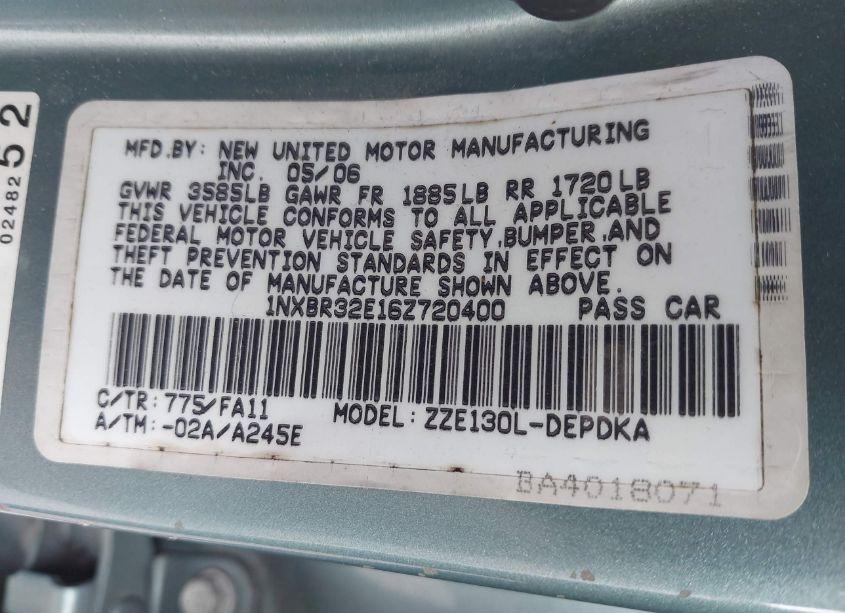 MFD.BY: NEW UNITED MOTOR MANUFACTURING
INC. 05/06
GVWR 3585LB GAWR FR 1885LB RR 1720LB
THIS VEHICLE CONFORMS TO ALL APPLICABLE
FEDERAL MOTOR VEHICLE SAFETY,BUMPER,AND
THEFT PREVENTION STANDARDS IN EFFECT ON
THE DATE OF MANUFACTURE SHOWN ABOVE.
1NXBR32E16Z720400 PASS CAR
C/TR: 775/FA11 MODEL: ZZE130L-DEPDKA
A/TM: -02A/A245E
BA4018071
02482 52